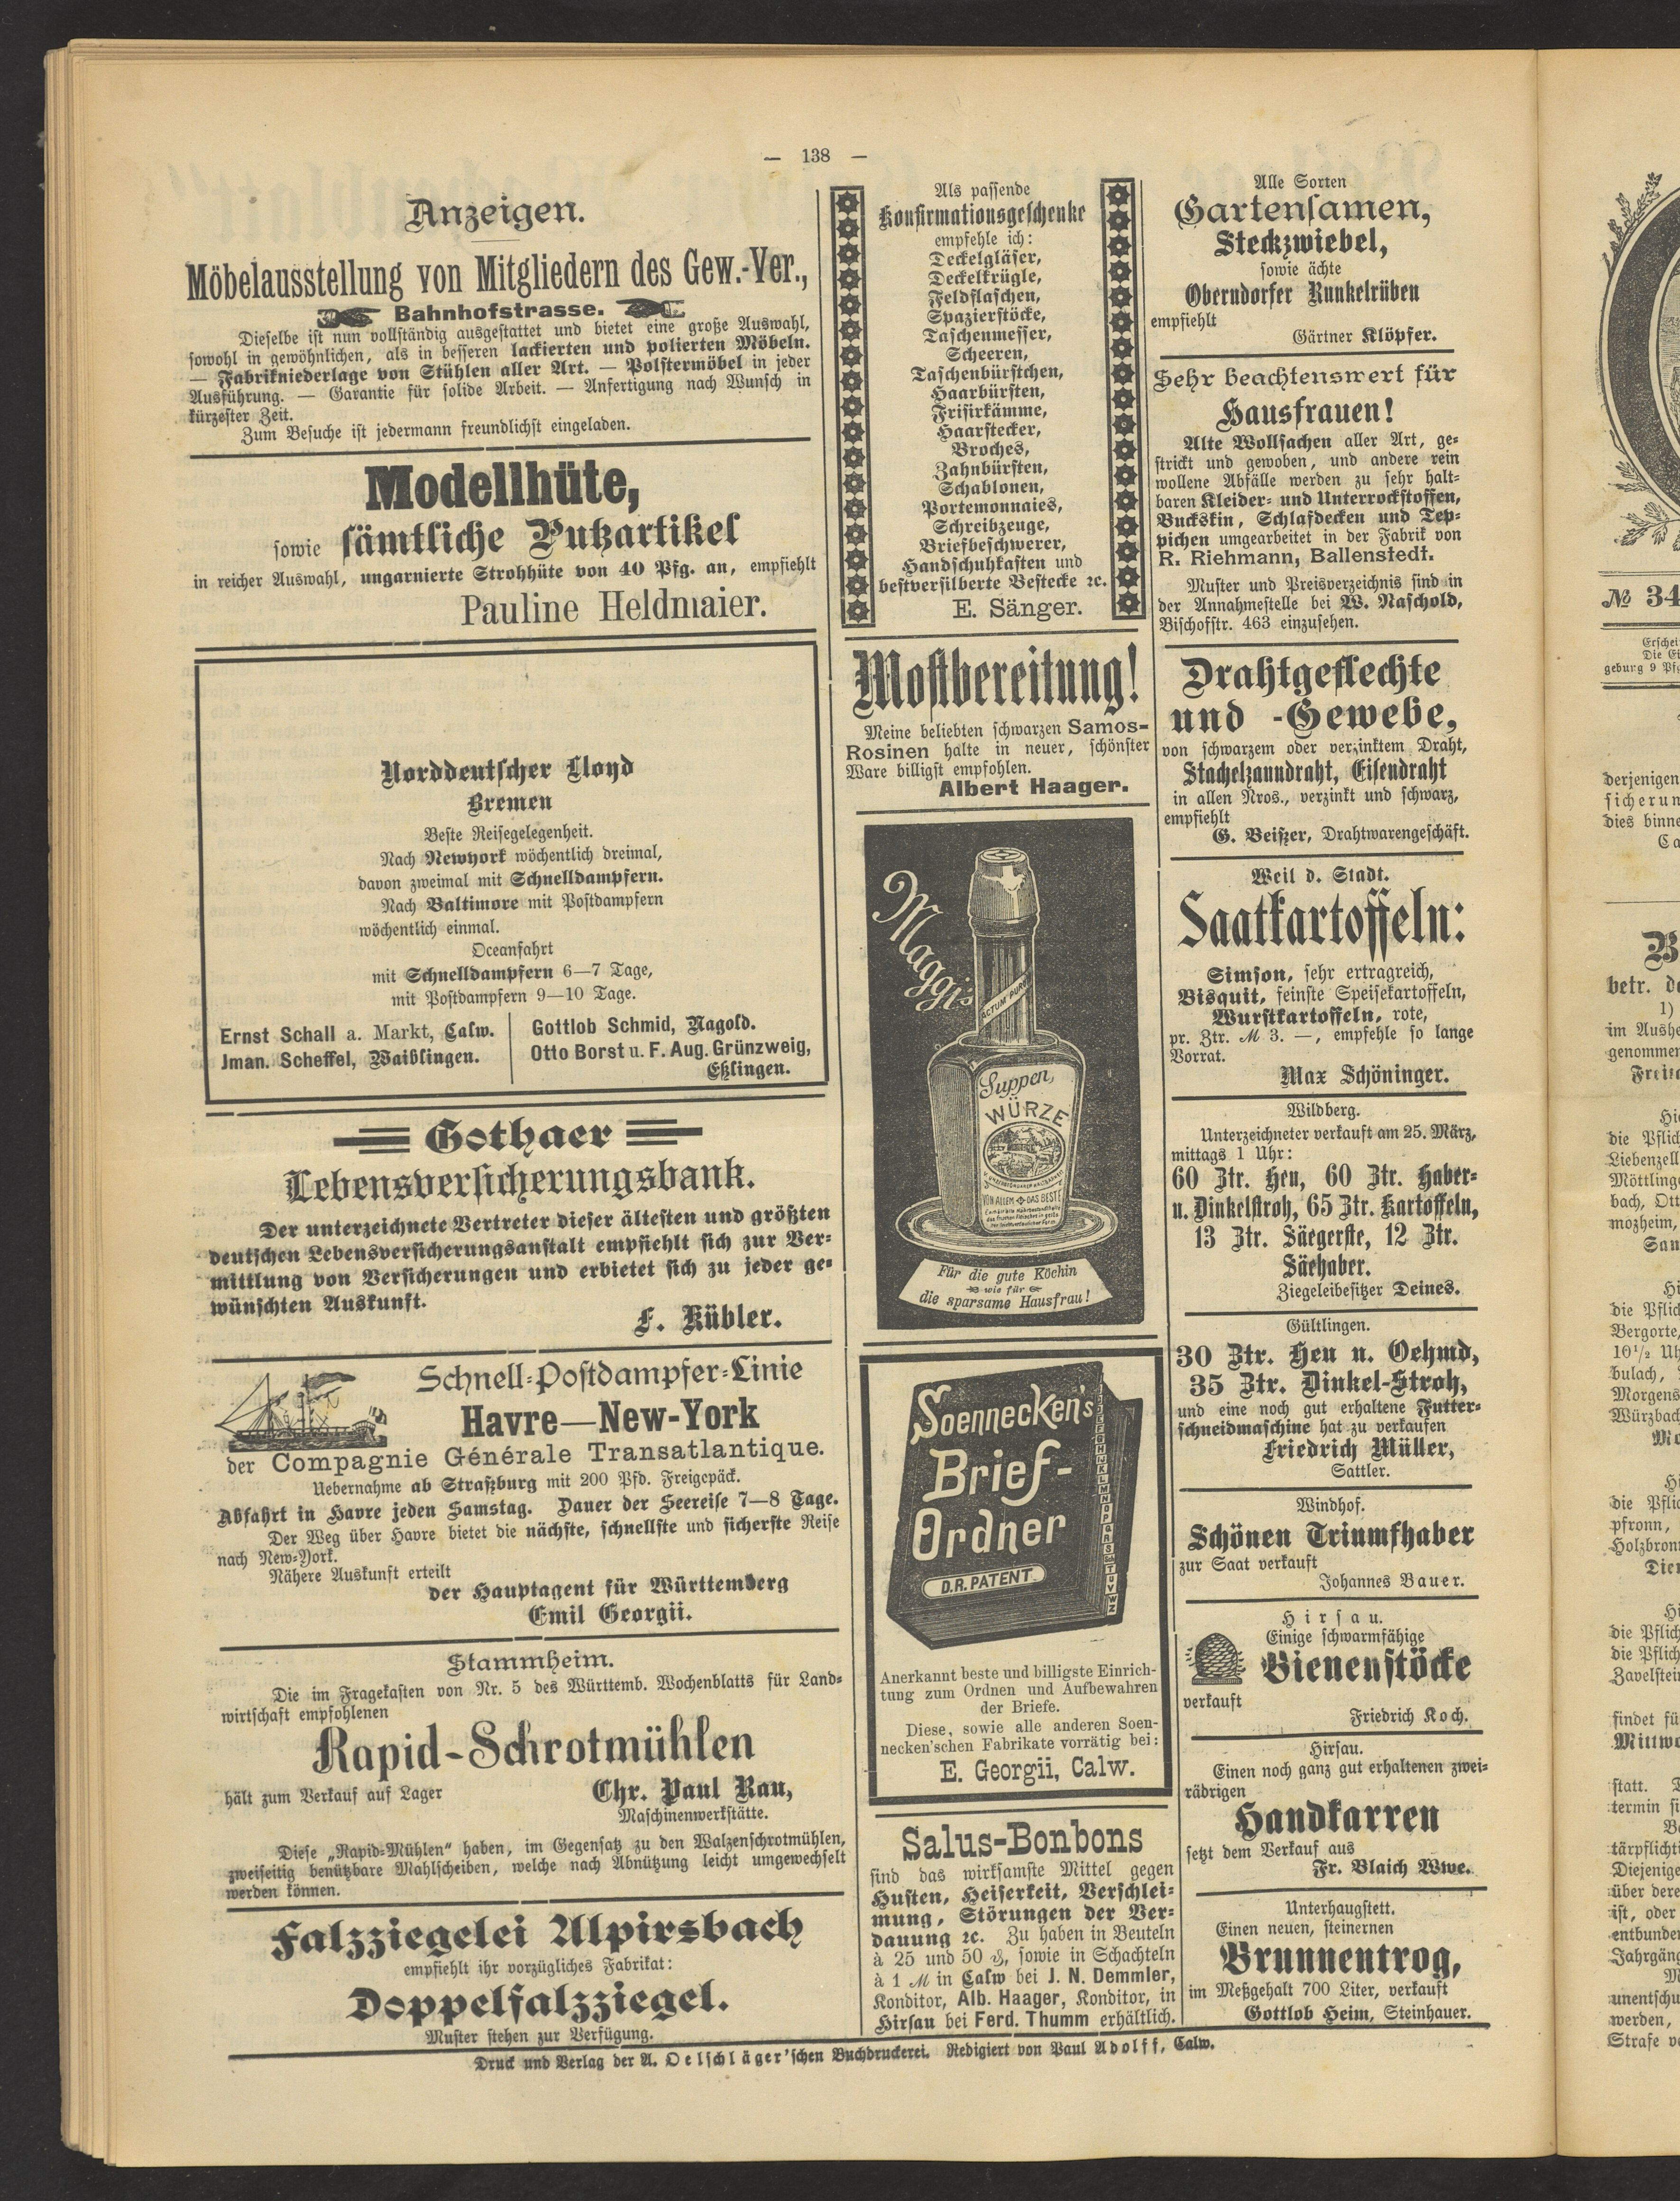 — 138 —
Anzeigen.
Möbelausstellung von Mitgliedern des Gew.-Ver.,
Bahnhofstrasse.
Dieselbe ist nun vollständig ausgestattet und bietet eine große Auswahl,
sowohl in gewöhnlichen, als in besseren lackierten und polierten Möbeln.
— Fabrikniederlage von Stühlen aller Art. — Polstermöbel in jeder
Ausführung. — Garantie für solide Arbeit. — Anfertigung nach Wunsch in
kürzester Zeit.
Zum Besuche ist jedermann freundlichst eingeladen.
Modellhüte,
sowie sämtliche Putzartikel
in reicher Auswahl, ungarnierte Strohhüte von 40 Pfg. an, empfiehlt
Pauline Heldmaier.
Norddeutscher Lloyd
Bremen
Beste Reisegelegenheit.
Nach Newyork wöchentlich dreimal,
davon zweimal mit Schnelldampfern.
Nach Baltimore mit Postdampfern
wöchentlich einmal.
Oceanfahrt
mit Schnelldampfern 6—7 Tage,
mit Postdampfern 9—10 Tage.
Ernst Schall a. Markt, Calw.
Jman. Scheffel, Waiblingen.
Gottlob Schmid, Nagold.
Otto Borst u. F. Aug. Grünzweig,
Eßlingen.
Gothaer
Lebensversicherungsbank.
Der unterzeichnete Vertreter dieser ältesten und größten
deutschen Lebensversicherungsanstalt empfiehlt sich zur Ver-
mittlung von Versicherungen und erbietet sich zu jeder ge-
wünschten Auskunft.
F. Kübler.
Schnell-Postdampfer-Linie
Havre—New-York
der Compagnie Générale Transatlantique.
Uebernahme ab Straßburg mit 200 Pfd. Freigepäck.
Abfahrt in Havre jeden Samstag. Dauer der Seereise 7—8 Tage.
Der Weg über Havre bietet die nächste, schnellste und sicherste Reise
nach New-York.
Nähere Auskunft erteilt
der Hauptagent für Württemberg
Emil Georgii.
Stammheim.
Die im Fragekasten von Nr. 5 des Württemb. Wochenblatts für Land-
wirtschaft empfohlenen
Rapid-Schrotmühlen
hält zum Verkauf auf Lager
Chr. Paul Rau,
Maschinenwerkstätte.
Diese „Rapid-Mühlen“ haben, im Gegensatz zu den Walzenschrotmühlen,
zweiseitig benützbare Mahlscheiben, welche nach Abnützung leicht umgewechselt
werden können.
Falzziegelei Alpirsbach
empfiehlt ihr vorzügliches Fabrikat:
Doppelfalzziegel.
Muster stehen zur Verfügung.
Als passende
Konfirmationsgeschenke
empfehle ich:
Deckelgläser,
Deckelkrügle,
Feldflaschen,
Spazierstöcke,
Taschenmesser,
Scheeren,
Taschenbürstchen,
Haarbürsten,
Frisirkämme,
Haarstecker,
Broches,
Zahnbürsten,
Schablonen,
Portemonnaies,
Schreibzeuge,
Briefbeschwerer,
Handschuhkasten und
bestversilberte Bestecke ꝛc.
E. Sänger.
Mostbereitung!
Meine beliebten schwarzen Samos-
Rosinen halte in neuer, schönster
Ware billigst empfohlen.
Albert Haager.
Maggi's
Suppen,
WÜRZE
VON ALLEM DAS BESTE
Für die gute Köchin
wie für
die sparsame Hausfrau!
Soennecken's
Brief-
Ordner
D.R. PATENT
Anerkannt beste und billigste Einrich-
tung zum Ordnen und Aufbewahren
der Briefe.
Diese, sowie alle anderen Soen-
necken'schen Fabrikate vorrätig bei:
E. Georgii, Calw.
Salus-Bonbons
sind das wirksamste Mittel gegen
Husten, Heiserkeit, Verschlei-
mung, Störungen der Ver-
dauung ꝛc. Zu haben in Beuteln
à 25 und 50 ₰, sowie in Schachteln
à 1 M in Calw bei J. N. Demmler,
Konditor, Alb. Haager, Konditor, in
Hirsau bei Ferd. Thumm erhältlich.
Alle Sorten
Gartensamen,
Steckzwiebel,
sowie ächte
Oberndorfer Runkelrüben
empfiehlt
Gärtner Klöpfer.
Sehr beachtenswert für
Hausfrauen!
Alte Wollsachen aller Art, ge-
strickt und gewoben, und andere rein
wollene Abfälle werden zu sehr halt-
baren Kleider- und Unterrockstoffen,
Buckskin, Schlafdecken und Tep-
pichen umgearbeitet in der Fabrik von
R. Riehmann, Ballenstedt.
Muster und Preisverzeichnis sind in
der Annahmestelle bei W. Naschold,
Bischofstr. 463 einzusehen.
Drahtgeflechte
und -Gewebe,
von schwarzem oder verzinktem Draht,
Stachelzaundraht, Eisendraht
in allen Nros., verzinkt und schwarz,
empfiehlt
G. Beißer, Drahtwarengeschäft.
Weil d. Stadt.
Saatkartoffeln:
Simson, sehr ertragreich,
Bisquit, feinste Speisekartoffeln,
Wurstkartoffeln, rote,
pr. Ztr. M 3. —, empfehle so lange
Vorrat.
Max Schöninger.
Wildberg.
Unterzeichneter verkauft am 25. März,
mittags 1 Uhr:
60 Ztr. Heu, 60 Ztr. Haber-
u. Dinkelstroh, 65 Ztr. Kartoffeln,
13 Ztr. Säegerste, 12 Ztr.
Säehaber.
Ziegeleibesitzer Deines.
Gültlingen.
30 Ztr. Heu u. Oehmd,
35 Ztr. Dinkel-Stroh,
und eine noch gut erhaltene Futter-
schneidmaschine hat zu verkaufen
Friedrich Müller,
Sattler.
Windhof.
Schönen Triumfhaber
zur Saat verkauft
Johannes Bauer.
Hirsau.
Einige schwarmfähige
Bienenstöcke
verkauft
Friedrich Koch.
Hirsau.
Einen noch ganz gut erhaltenen zwei-
rädrigen
Handkarren
setzt dem Verkauf aus
Fr. Blaich Wwe.
Unterhaugstett.
Einen neuen, steinernen
Brunnentrog,
im Meßgehalt 700 Liter, verkauft
Gottlob Heim, Steinhauer.
Druck und Verlag der A. Oelschläger'schen Buchdruckerei. Redigiert von Paul Adolff, Calw.
№ 34